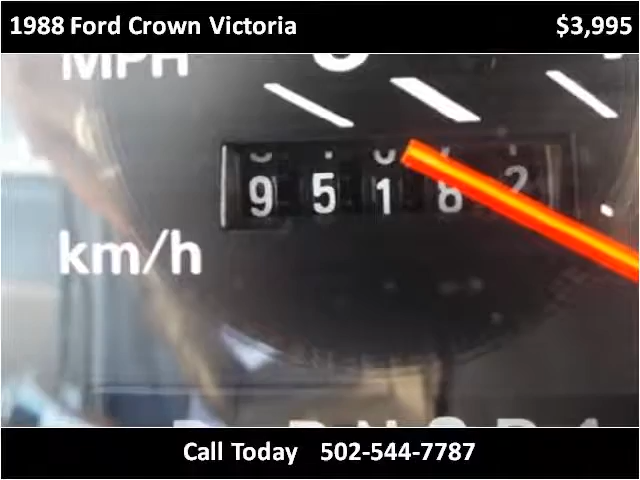 1988 Ford Crown Victoria $3,995
MPH
95182
km/h
Call Today 502-544-7787